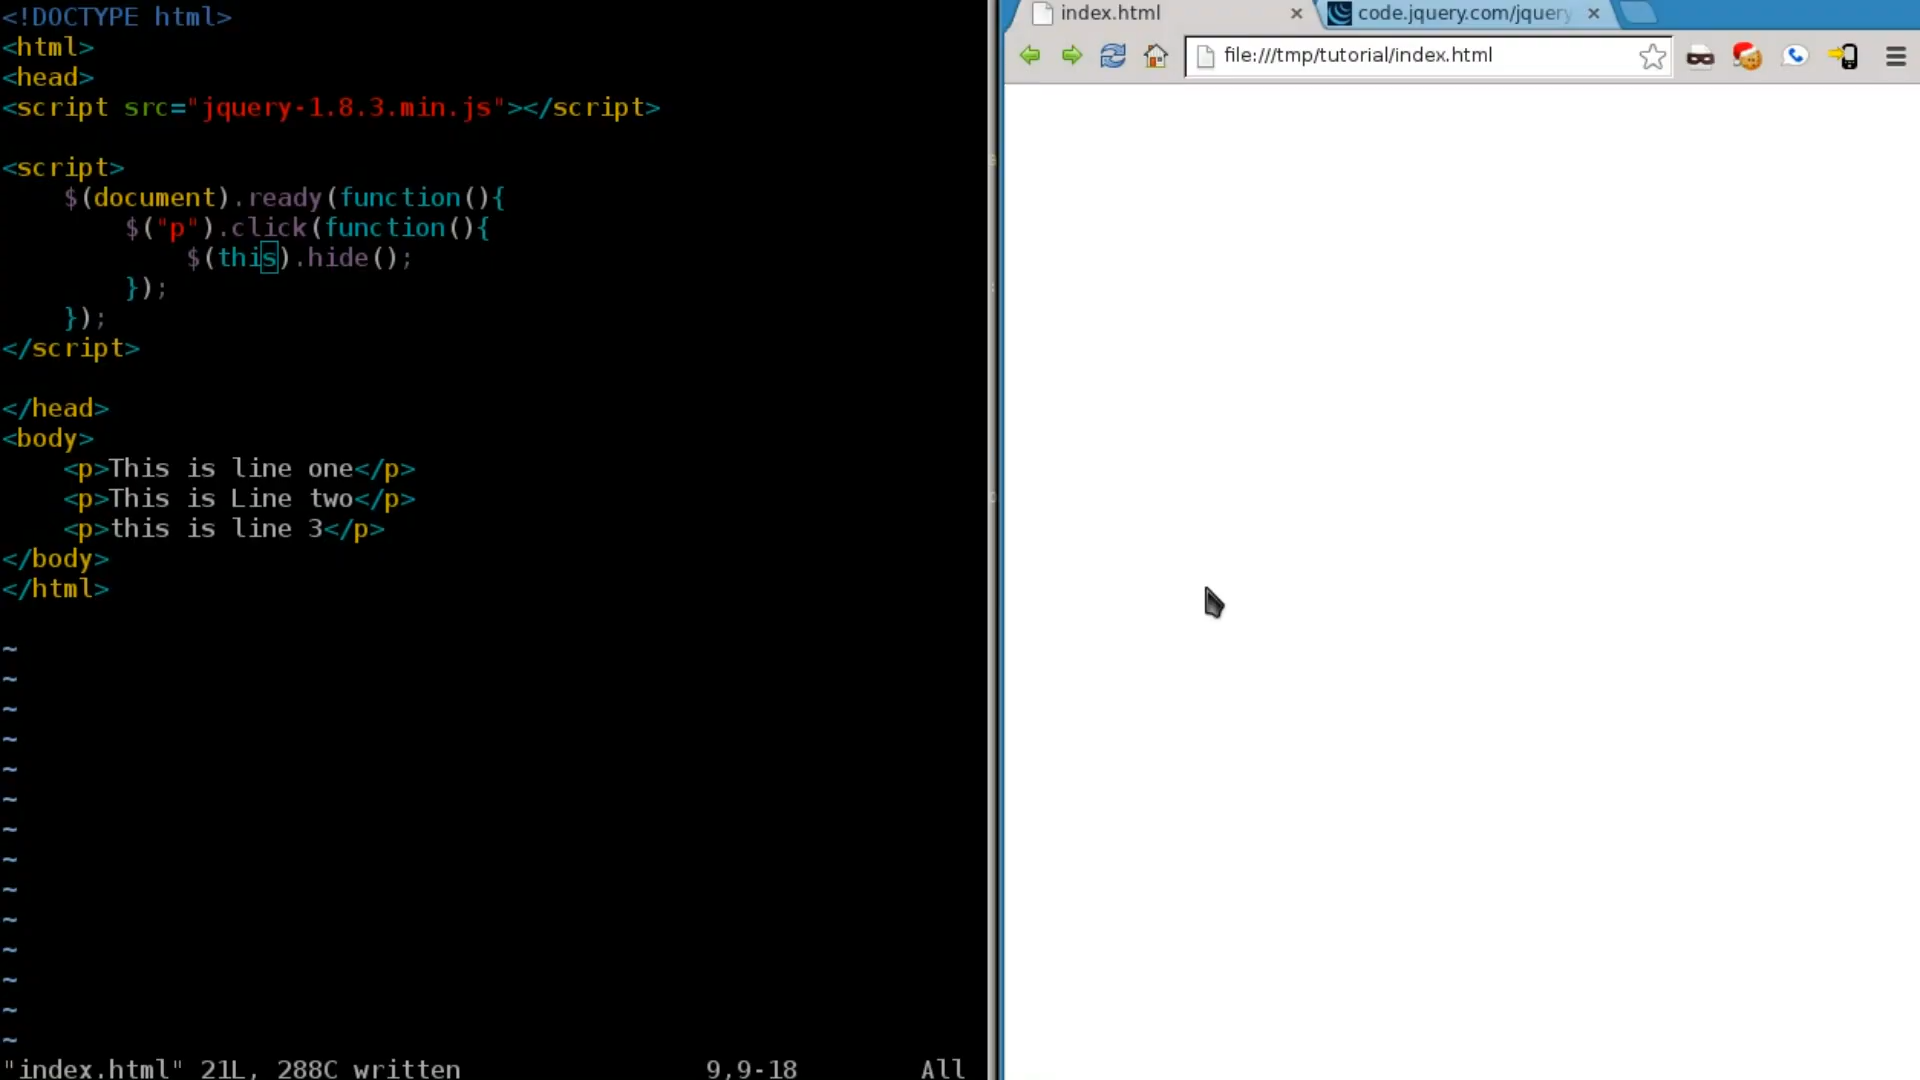 <!DOCTYPE html>
<html>
<head>
<script src="jquery-1.8.3.min.js"></script>
<script>
$(document).ready(function(){
$("p").click(function(){
$(this).hide();
});
});
</script>
</head>
<body>
<p>This is line one</p>
<p>This is Line two</p>
<p>this is line 3</p>
</body>
</html>
~
~
~
~
~
~
~
~
~
~
~
~
~
~
"index.html" 21L, 288C written 9,9-18 All
index.html code.jquery.com/jquery
file:///tmp/tutorial/index.html